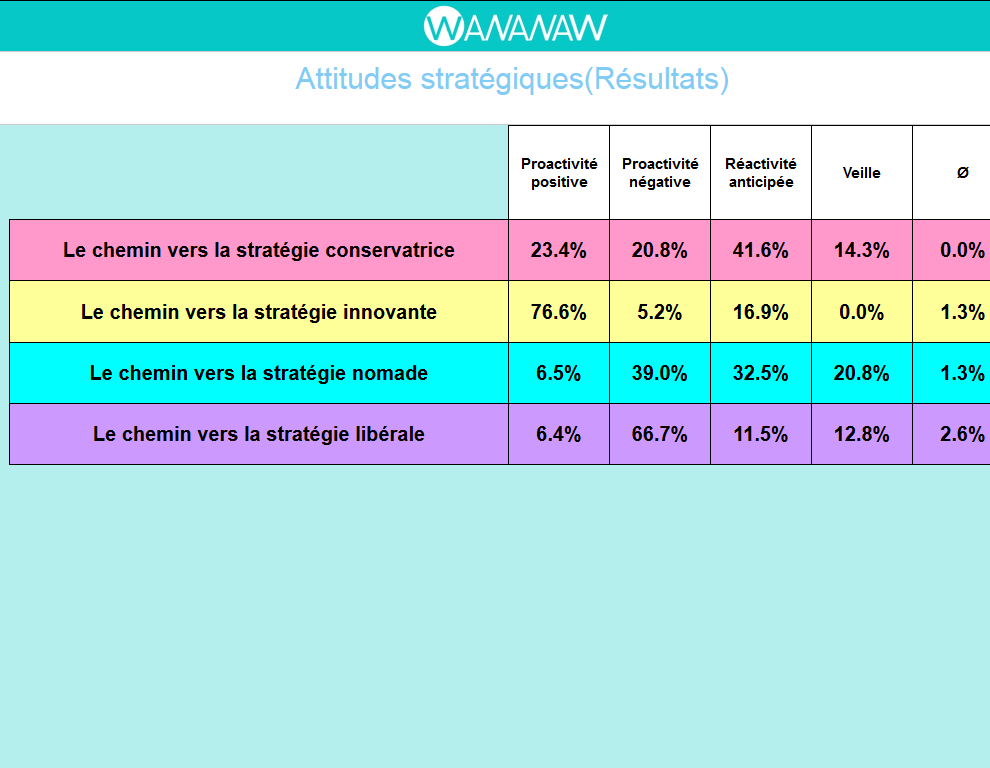 WANANAW
Attitudes stratégiques(Résultats)
Proactivité positive Proactivité négative Réactivité anticipée Veille Ø
Le chemin vers la stratégie conservatrice 23.4% 20.8% 41.6% 14.3% 0.0%
Le chemin vers la stratégie innovante 76.6% 5.2% 16.9% 0.0% 1.3%
Le chemin vers la stratégie nomade 6.5% 39.0% 32.5% 20.8% 1.3%
Le chemin vers la stratégie libérale 6.4% 66.7% 11.5% 12.8% 2.6%